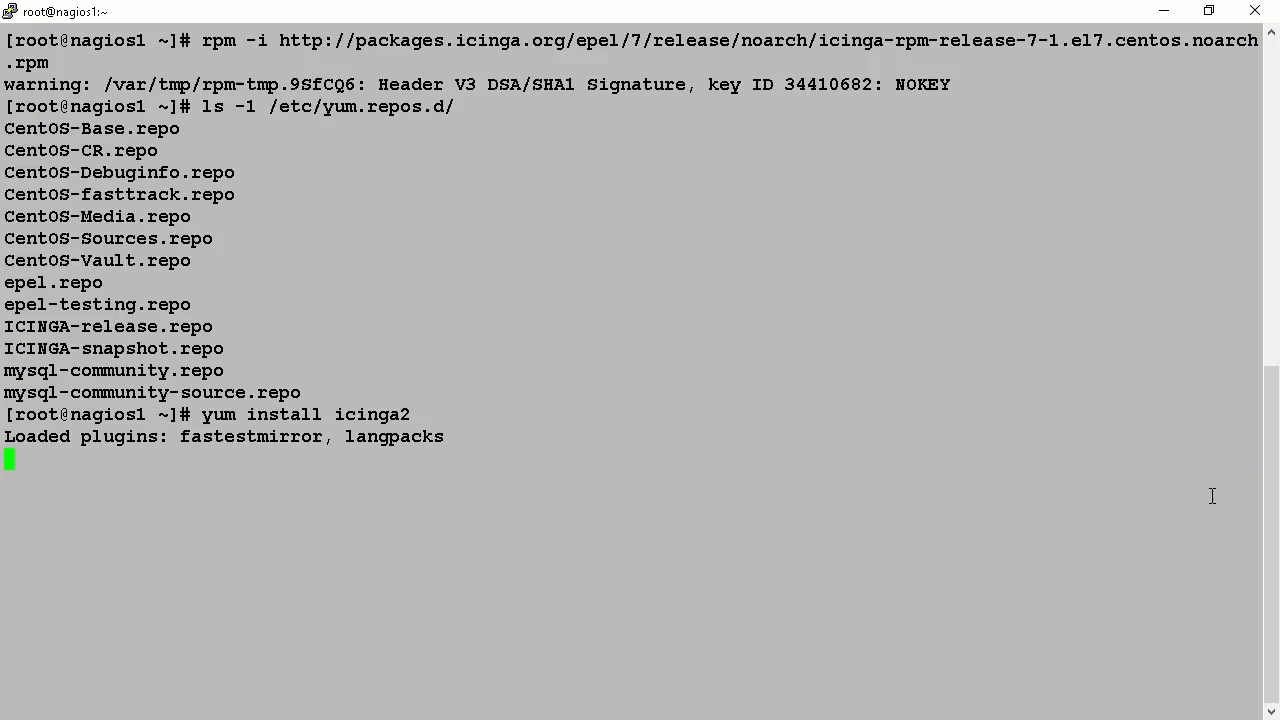 root@nagios1:~
[root@nagios1 ~]# rpm -i http://packages.icinga.org/epel/7/release/noarch/icinga-rpm-release-7-1.el7.centos.noarch
.rpm
warning: /var/tmp/rpm-tmp.9SfCQ6: Header V3 DSA/SHA1 Signature, key ID 34410682: NOKEY
[root@nagios1 ~]# ls -1 /etc/yum.repos.d/
CentOS-Base.repo
CentOS-CR.repo
CentOS-Debuginfo.repo
CentOS-fasttrack.repo
CentOS-Media.repo
CentOS-Sources.repo
CentOS-Vault.repo
epel.repo
epel-testing.repo
ICINGA-release.repo
ICINGA-snapshot.repo
mysql-community.repo
mysql-community-source.repo
[root@nagios1 ~]# yum install icinga2
Loaded plugins: fastestmirror, langpacks